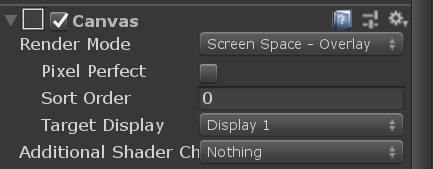 Canvas
Render Mode Screen Space - Overlay
Pixel Perfect
Sort Order 0
Target Display Display 1
Additional Shader Ch Nothing